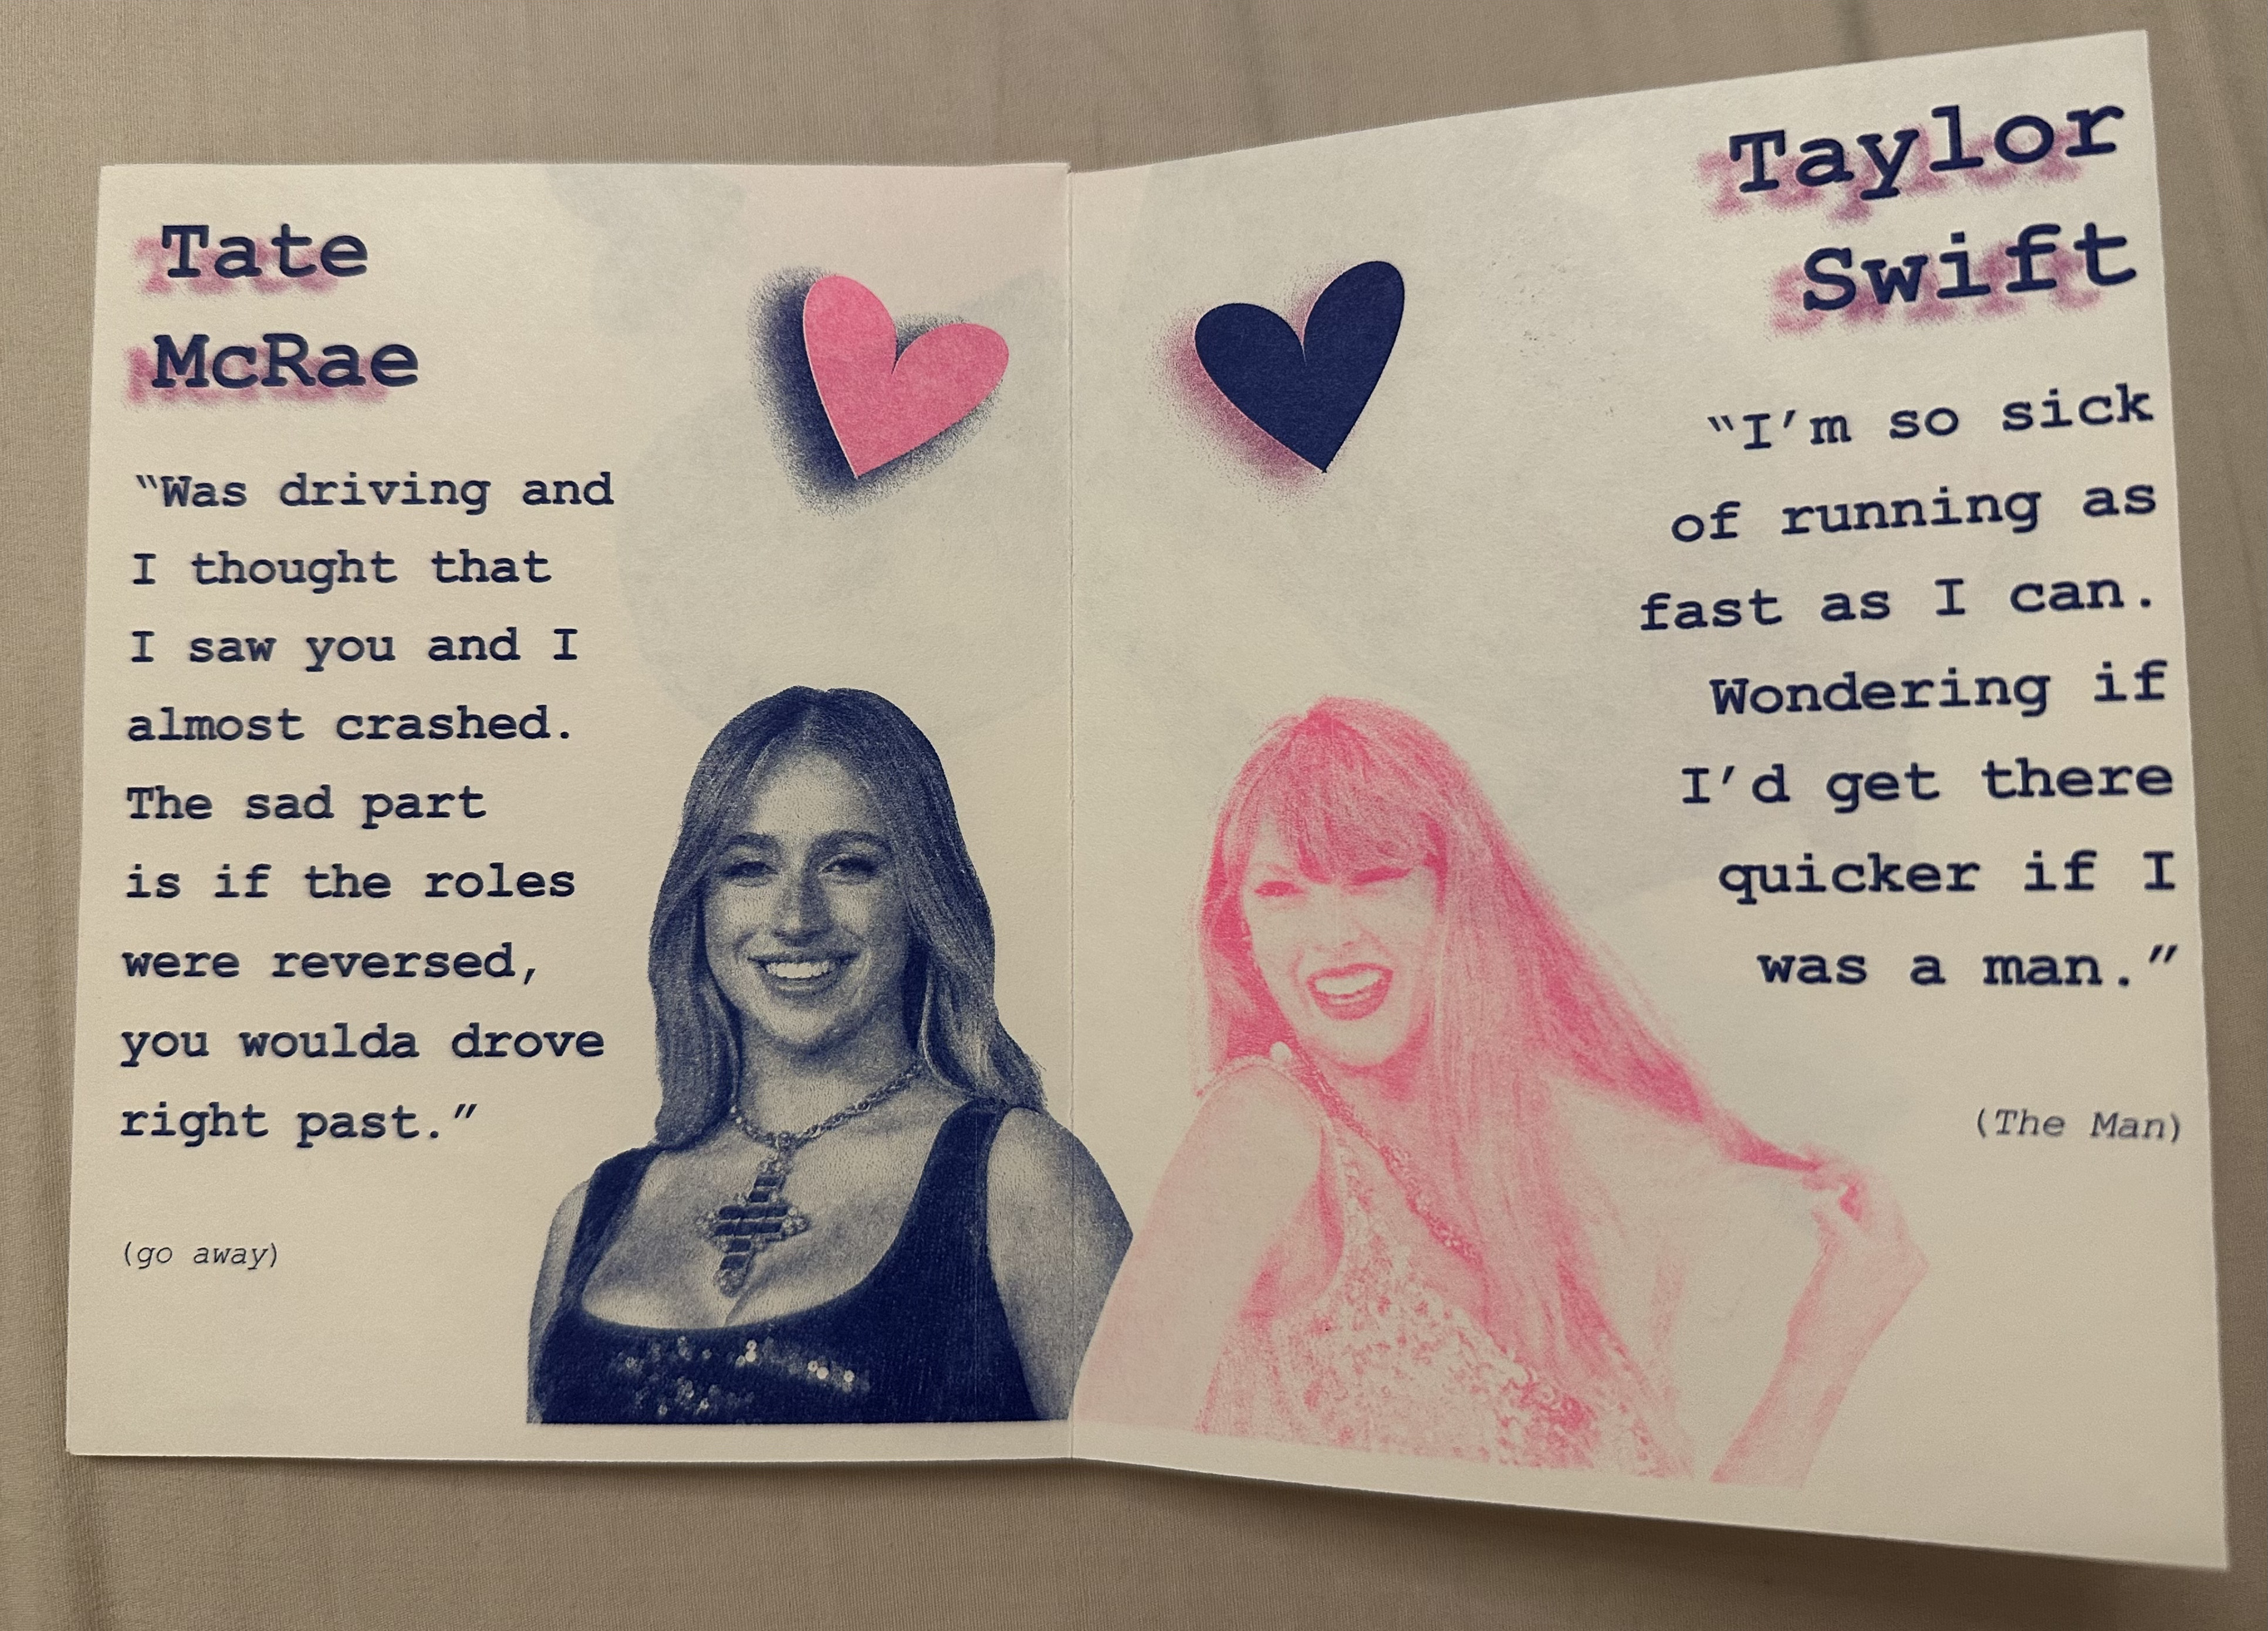 Tate
McRae
“Was driving and
I thought that
I saw you and I
almost crashed.
The sad part
is if the roles
were reversed,
you woulda drove
right past.”
(go away)
Taylor
Swift
“I’m so sick
of running as
fast as I can.
Wondering if
I’d get there
quicker if I
was a man.”
(The Man)